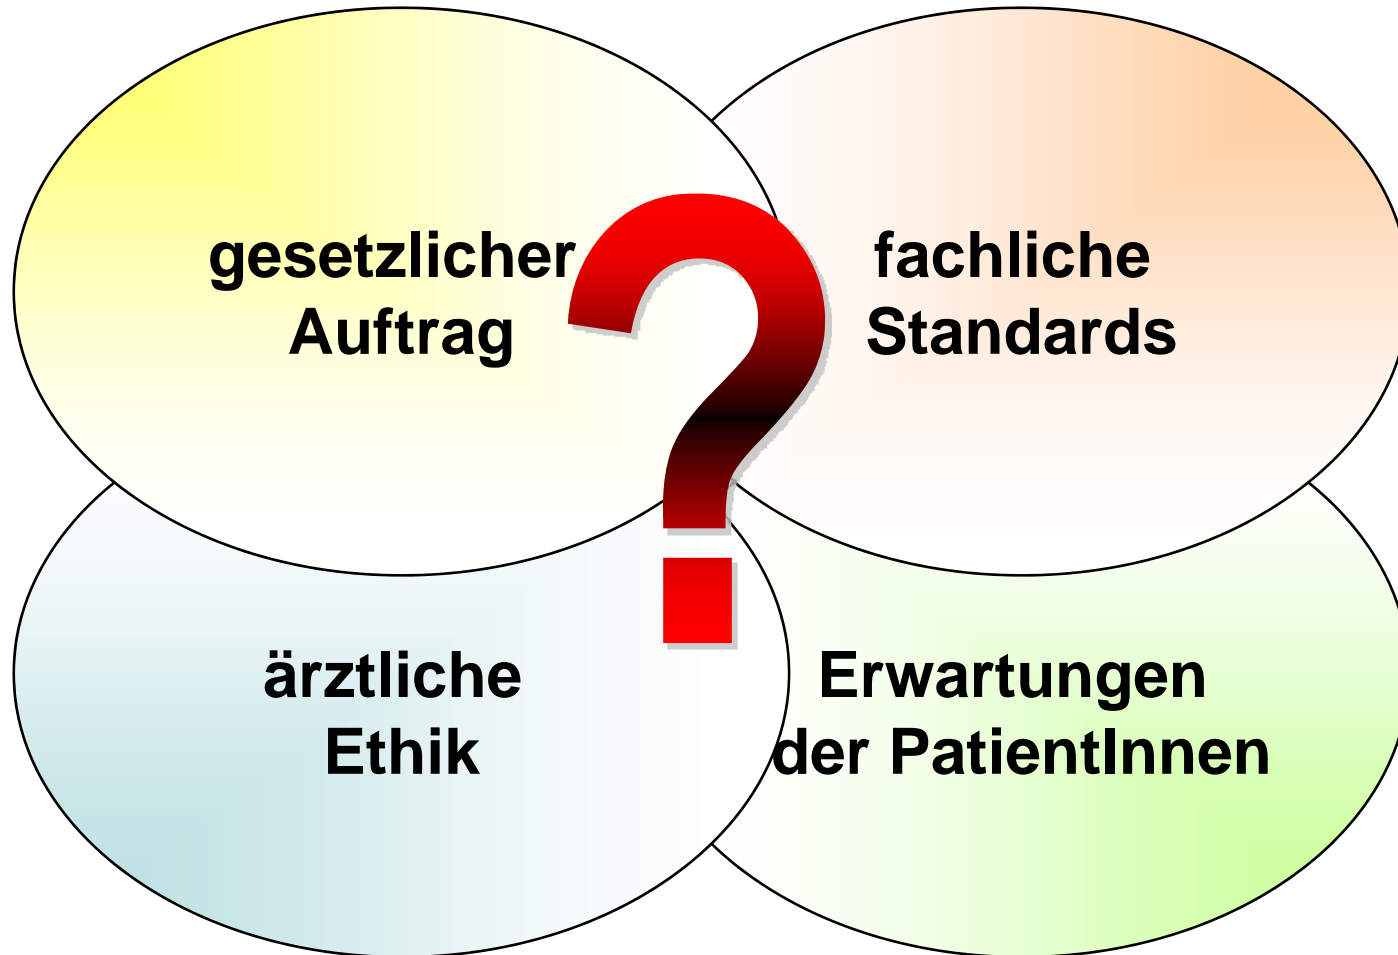 gesetzlicher
Auftrag
fachliche
Standards
?
ärztliche
Ethik
Erwartungen
der PatientInnen